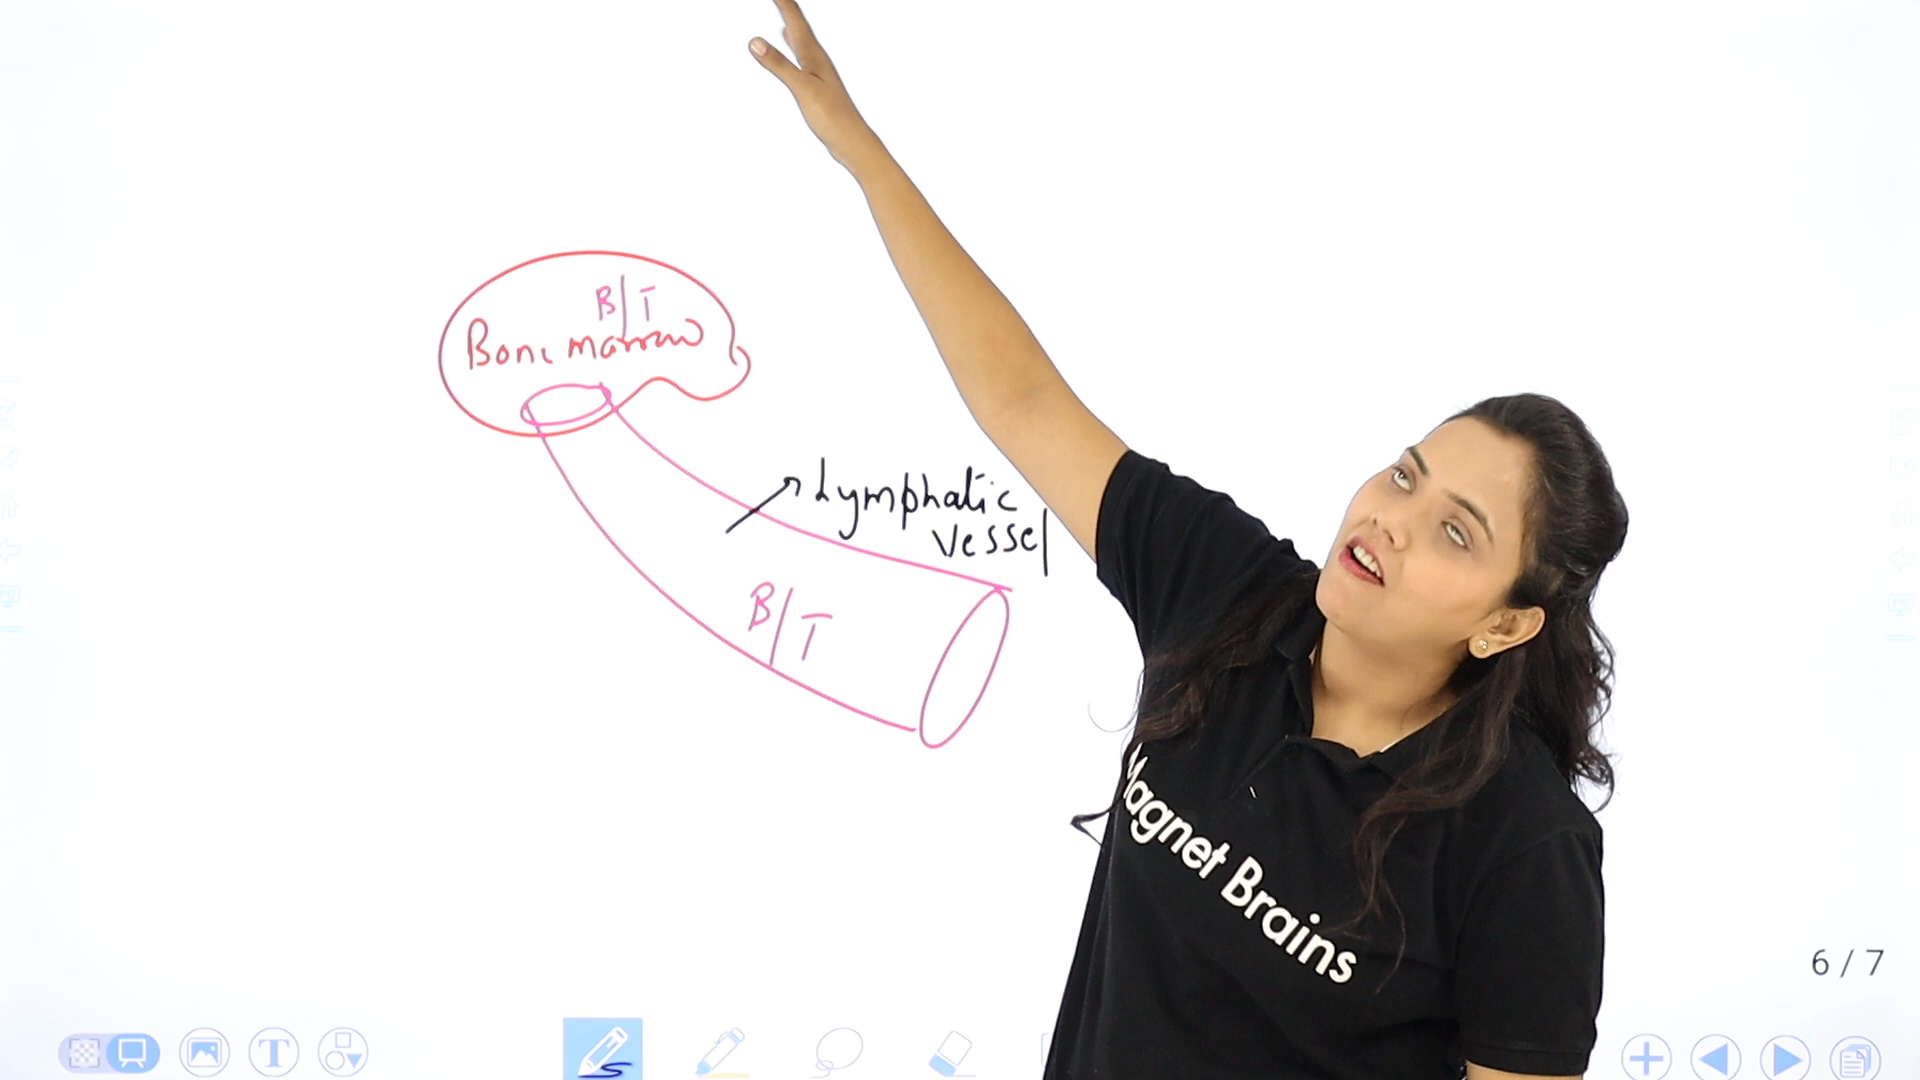 B/T
Bone marrow
Lymphatic
Vessel
B/T
Magnet Brains
6/7
T